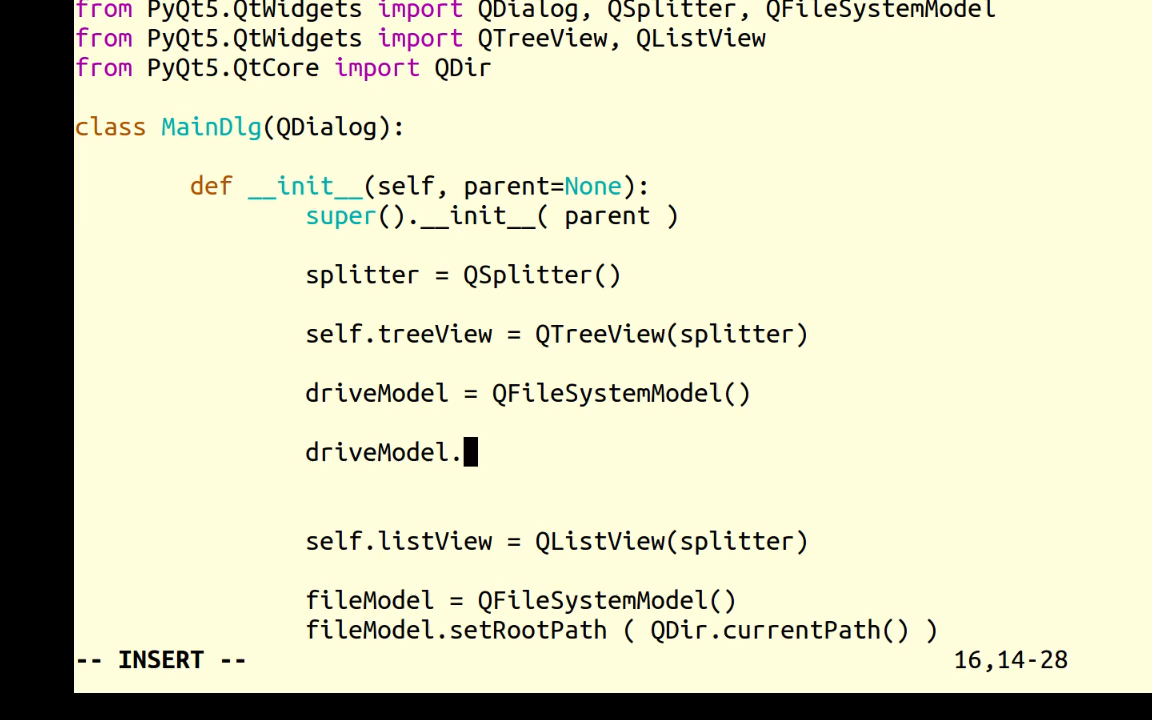 from PyQt5.QtWidgets import QDialog, QSplitter, QFileSystemModel
from PyQt5.QtWidgets import QTreeView, QListView
from PyQt5.QtCore import QDir
class MainDlg(QDialog):
def __init__(self, parent=None):
super().__init__( parent )
splitter = QSplitter()
self.treeView = QTreeView(splitter)
driveModel = QFileSystemModel()
driveModel.
self.listView = QListView(splitter)
fileModel = QFileSystemModel()
fileModel.setRootPath ( QDir.currentPath() )
-- INSERT -- 16,14-28